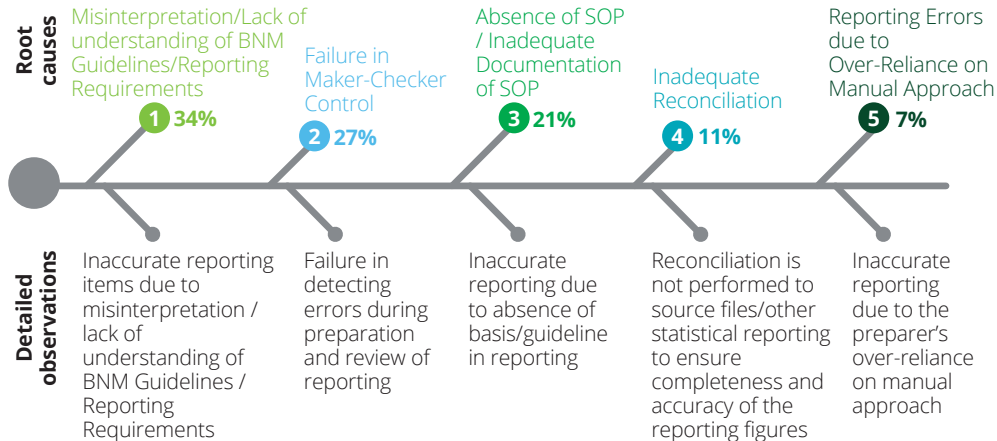 Root
causes
Misinterpretation/Lack of
understanding of BNM
Guidelines/Reporting
Requirements
1 34%
Failure in
Maker-Checker
Control
2 27%
Absence of SOP
/ Inadequate
Documentation
of SOP
3 21%
Inadequate
Reconciliation
4 11%
Reporting Errors
due to
Over-Reliance on
Manual Approach
5 7%
Detailed
observations
Inaccurate reporting
items due to
misinterpretation /
lack of
understanding of
BNM Guidelines /
Reporting
Requirements
Failure in
detecting
errors during
preparation
and review of
reporting
Inaccurate
reporting due
to absence of
basis/guideline
in reporting
Reconciliation is
not performed to
source files/other
statistical reporting
to ensure
completeness and
accuracy of the
reporting figures
Inaccurate
reporting
due to the
preparer’s
over-reliance
on manual
approach